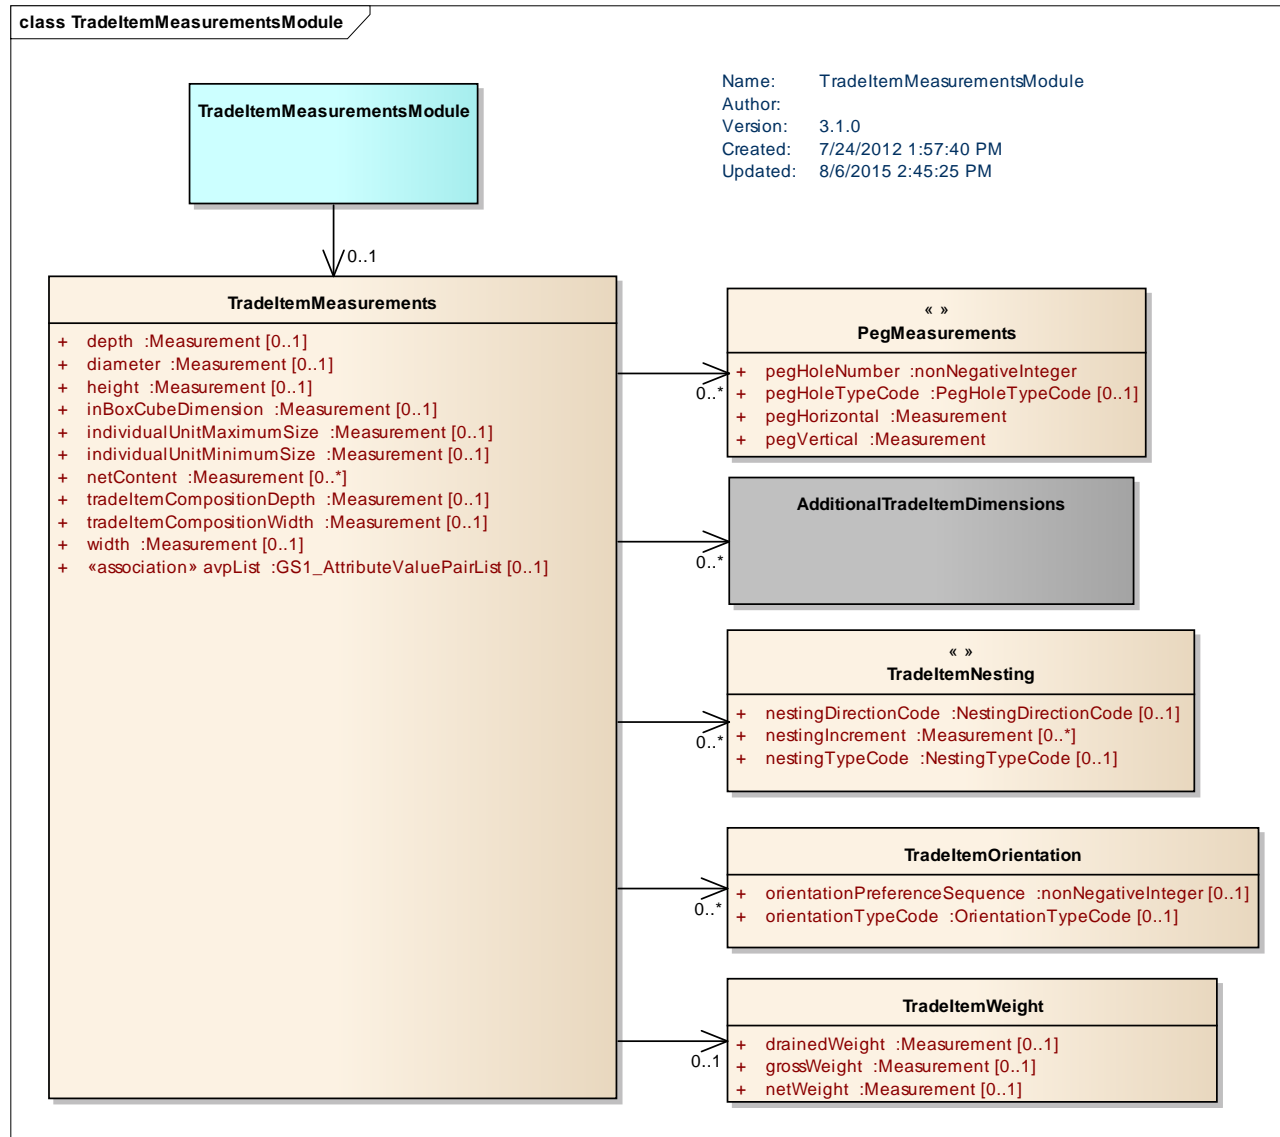 class TradeItemMeasurementsModule
Name: TradeItemMeasurementsModule
Author:
Version: 3.1.0
Created: 7/24/2012 1:57:40 PM
Updated: 8/6/2015 2:45:25 PM
TradeItemMeasurementsModule
0..1
TradeItemMeasurements
+ depth :Measurement [0..1]
+ diameter :Measurement [0..1]
+ height :Measurement [0..1]
+ inBoxCubeDimension :Measurement [0..1]
+ individualUnitMaximumSize :Measurement [0..1]
+ individualUnitMinimumSize :Measurement [0..1]
+ netContent :Measurement [0..*]
+ tradeItemCompositionDepth :Measurement [0..1]
+ tradeItemCompositionWidth :Measurement [0..1]
+ width :Measurement [0..1]
+ «association» avpList :GS1_AttributeValuePairList [0..1]
0..*
« »
PegMeasurements
+ pegHoleNumber :nonNegativeInteger
+ pegHoleTypeCode :PegHoleTypeCode [0..1]
+ pegHorizontal :Measurement
+ pegVertical :Measurement
0..*
AdditionalTradeItemDimensions
0..*
« »
TradeItemNesting
+ nestingDirectionCode :NestingDirectionCode [0..1]
+ nestingIncrement :Measurement [0..*]
+ nestingTypeCode :NestingTypeCode [0..1]
0..*
TradeItemOrientation
+ orientationPreferenceSequence :nonNegativeInteger [0..1]
+ orientationTypeCode :OrientationTypeCode [0..1]
0..1
TradeItemWeight
+ drainedWeight :Measurement [0..1]
+ grossWeight :Measurement [0..1]
+ netWeight :Measurement [0..1]